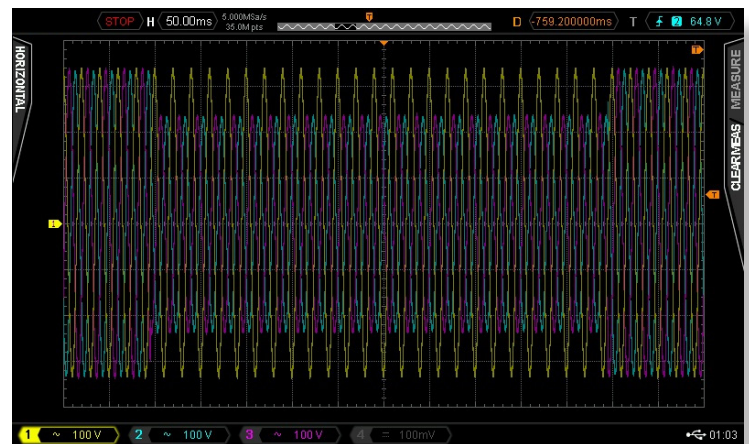 STOP H 50.00ms 5.000MSa/s 35.0M pts T D -759.200000ms T 2 64.8 V
HORIZONTAL
MEASURE
CLEARMEAS
T
T
1
1 ~ 100 V 2 ~ 100 V 3 ~ 100 V 4 = 100mV 01:03